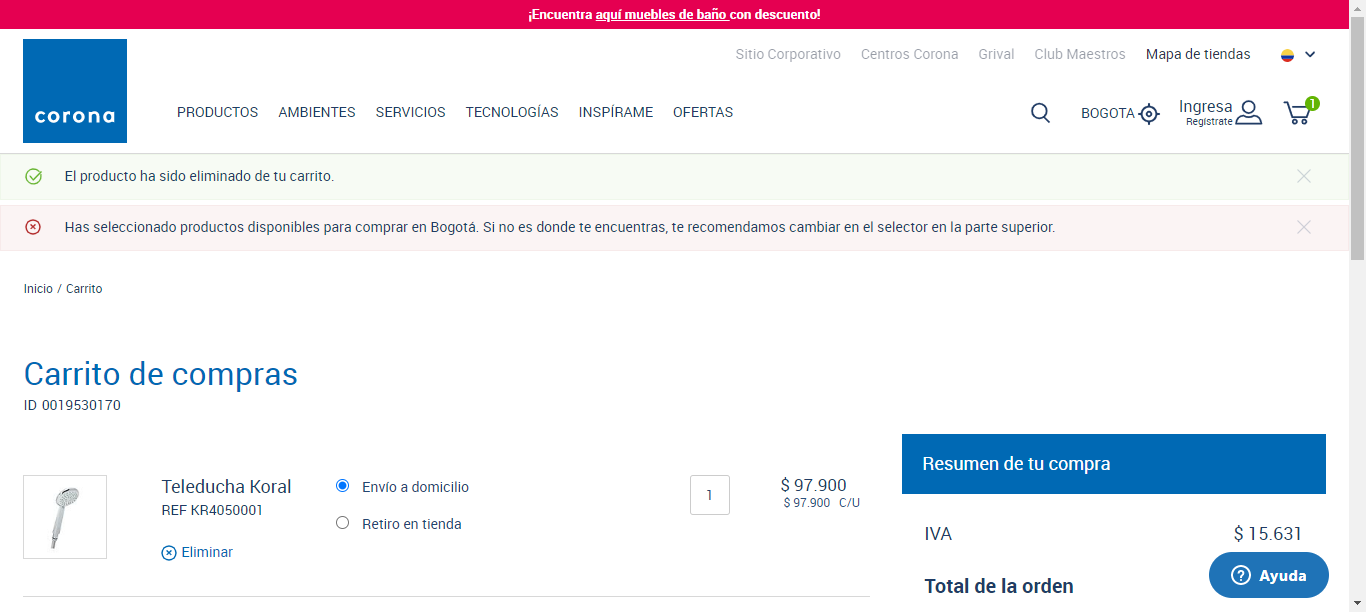 ¡Encuentra aquí muebles de baño con descuento!
Sitio Corporativo Centros Corona Grival Club Maestros Mapa de tiendas
corona
PRODUCTOS AMBIENTES SERVICIOS TECNOLOGÍAS INSPÍRAME OFERTAS
BOGOTA
Ingresa
Regístrate
1
El producto ha sido eliminado de tu carrito.
Has seleccionado productos disponibles para comprar en Bogotá. Si no es donde te encuentras, te recomendamos cambiar en el selector en la parte superior.
Inicio / Carrito
Carrito de compras
ID 0019530170
Teleducha Koral
REF KR4050001
Eliminar
Envío a domicilio
Retiro en tienda
1
$ 97.900
$ 97.900 C/U
Resumen de tu compra
IVA $ 15.631
Total de la orden
Ayuda